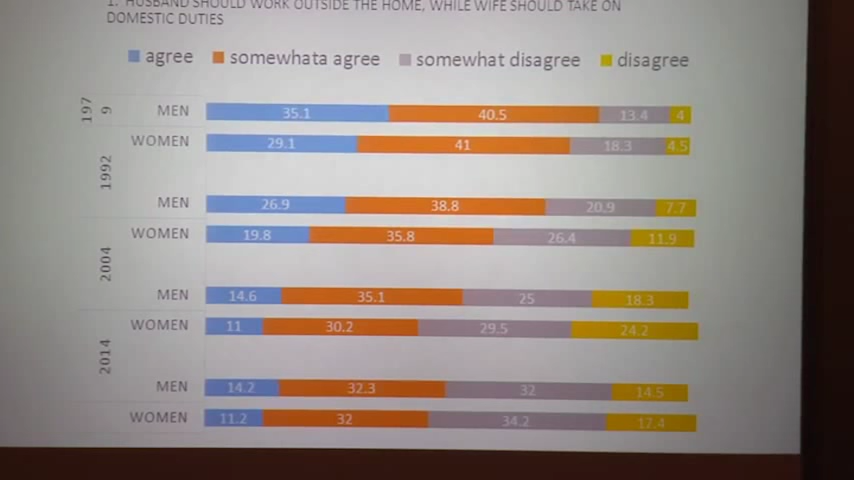 1. HUSBAND SHOULD WORK OUTSIDE THE HOME, WHILE WIFE SHOULD TAKE ON
DOMESTIC DUTIES
agree somewhata agree somewhat disagree disagree
1979
MEN 35.1 40.5 13.4 4
WOMEN 29.1 41 18.3 4.5
1992
MEN 26.9 38.8 20.9 7.7
WOMEN 19.8 35.8 26.4 11.9
2004
MEN 14.6 35.1 25 18.3
WOMEN 11 30.2 29.5 24.2
2014
MEN 14.2 32.3 32 14.5
WOMEN 11.2 32 34.2 17.4